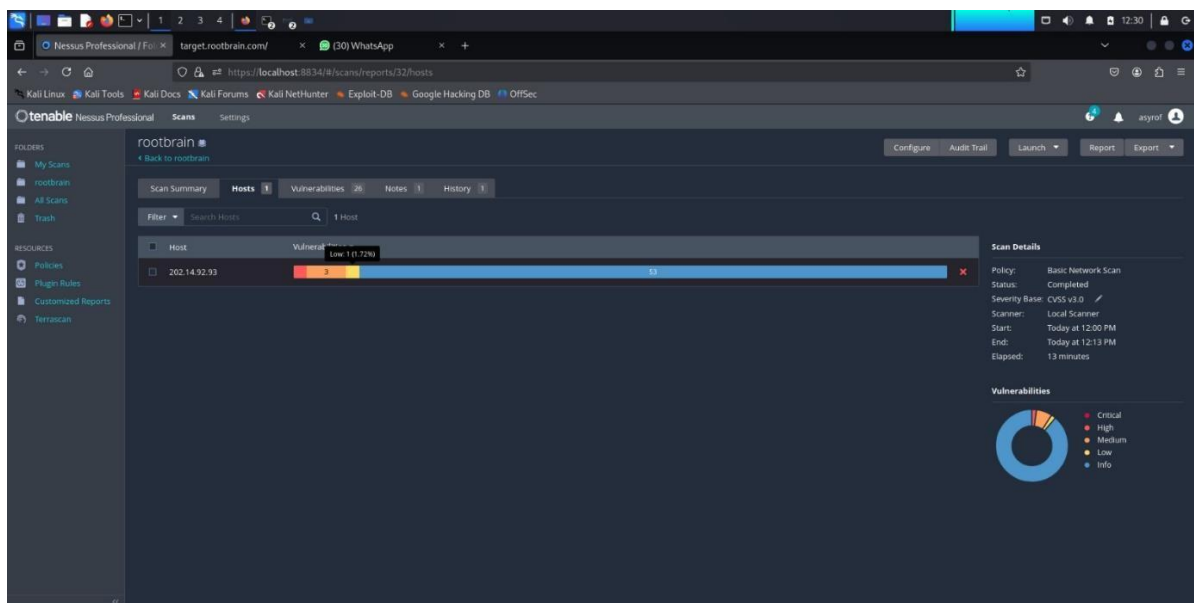 1 2 3 4 12:30
Nessus Professional / Fol target.rootbrain.com/ (30) WhatsApp
https://localhost:8834/#/scans/reports/32/hosts
Kali Linux Kali Tools Kali Docs Kali Forums Kali NetHunter Exploit-DB Google Hacking DB OffSec
tenable Nessus Professional Scans Settings asyrof
FOLDERS
My Scans
rootbrain
All Scans
Trash
RESOURCES
Policies
Plugin Rules
Customized Reports
Terrascan
rootbrain
< Back to rootbrain
Configure Audit Trail Launch Report Export
Scan Summary Hosts 1 Vulnerabilities 26 Notes 1 History 1
Filter Search Hosts 1 Host
Host
Low: 1 (1.72%)
202.14.92.93 3 53
Scan Details
Policy: Basic Network Scan
Status: Completed
Severity Base: CVSS v3.0
Scanner: Local Scanner
Start: Today at 12:00 PM
End: Today at 12:13 PM
Elapsed: 13 minutes
Vulnerabilities
Critical
High
Medium
Low
Info